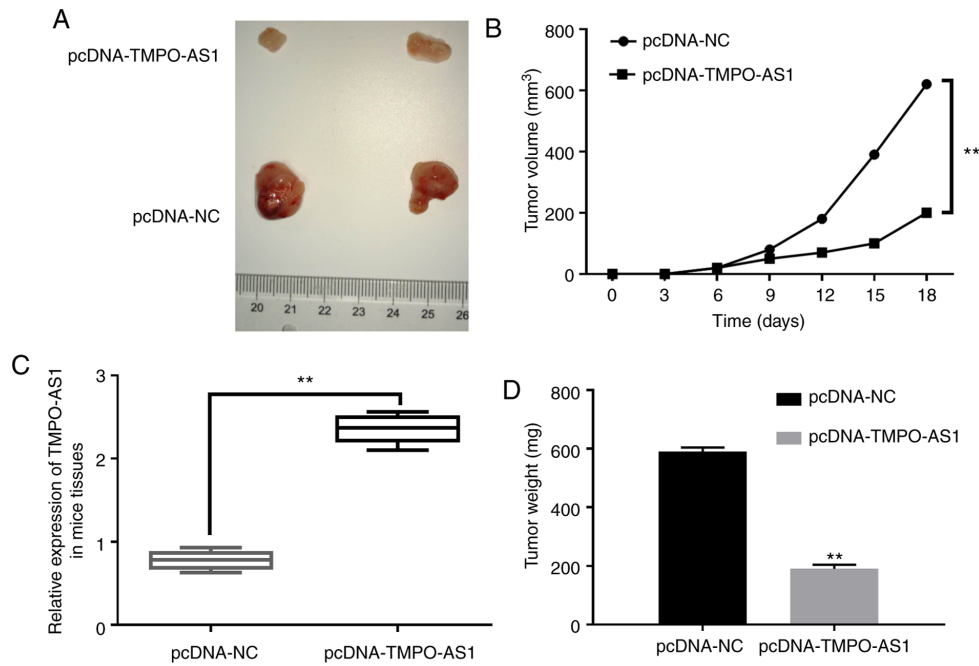 A
pcDNA-TMPO-AS1
pcDNA-NC
20 21 22 23 24 25 26
B
Tumor volume (mm³)
800
600
400
200
0
pcDNA-NC
pcDNA-TMPO-AS1
**
0 3 6 9 12 15 18
Time (days)
C
Relative expression of TMPO-AS1
in mice tissues
3
2
1
0
**
pcDNA-NC pcDNA-TMPO-AS1
D
Tumor weight (mg)
800
600
400
200
0
pcDNA-NC
pcDNA-TMPO-AS1
**
pcDNA-NC pcDNA-TMPO-AS1